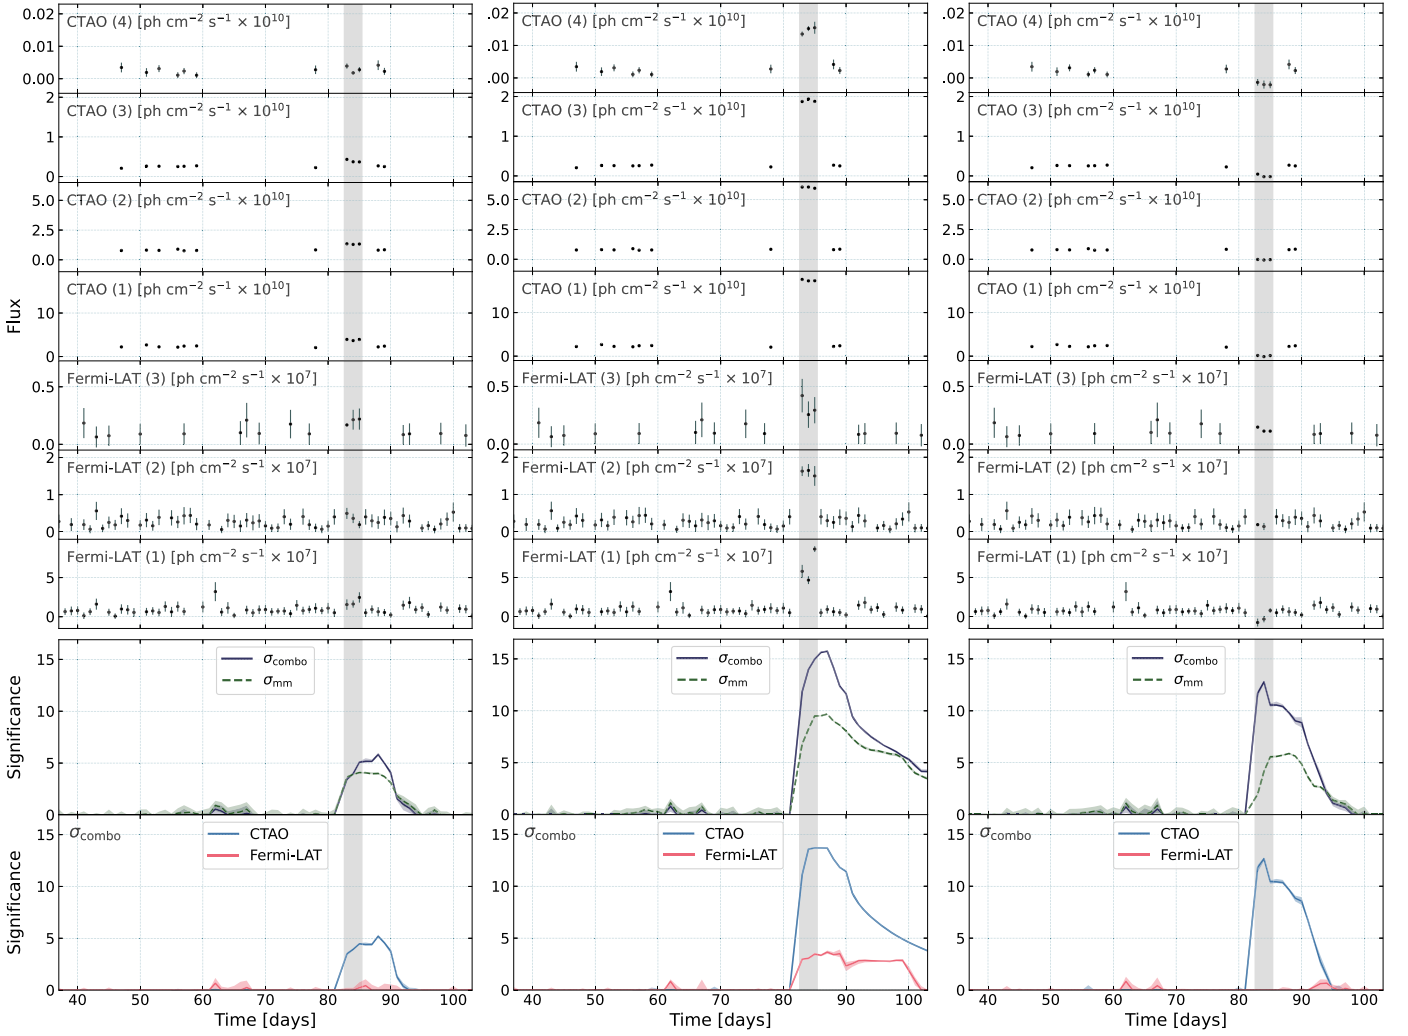 CTAO (4) [ph cm⁻² s⁻¹ × 10¹⁰]
0.02
0.01
0.00
CTAO (3) [ph cm⁻² s⁻¹ × 10¹⁰]
2
1
0
CTAO (2) [ph cm⁻² s⁻¹ × 10¹⁰]
5.0
2.5
0.0
CTAO (1) [ph cm⁻² s⁻¹ × 10¹⁰]
10
0
Flux
Fermi-LAT (3) [ph cm⁻² s⁻¹ × 10⁷]
0.5
0.0
Fermi-LAT (2) [ph cm⁻² s⁻¹ × 10⁷]
2
1
0
Fermi-LAT (1) [ph cm⁻² s⁻¹ × 10⁷]
5
0
σcombo
σmm
15
10
5
0
Significance
σcombo
CTAO
Fermi-LAT
15
10
5
0
Significance
40 50 60 70 80 90 100
Time [days]
CTAO (4) [ph cm⁻² s⁻¹ × 10¹⁰]
.02
.01
.00
CTAO (3) [ph cm⁻² s⁻¹ × 10¹⁰]
2
1
0
CTAO (2) [ph cm⁻² s⁻¹ × 10¹⁰]
5.0
2.5
0.0
CTAO (1) [ph cm⁻² s⁻¹ × 10¹⁰]
10
0
Fermi-LAT (3) [ph cm⁻² s⁻¹ × 10⁷]
0.5
0.0
Fermi-LAT (2) [ph cm⁻² s⁻¹ × 10⁷]
2
1
0
Fermi-LAT (1) [ph cm⁻² s⁻¹ × 10⁷]
5
0
σcombo
σmm
15
10
5
0
σcombo
CTAO
Fermi-LAT
15
10
5
0
40 50 60 70 80 90 100
Time [days]
CTAO (4) [ph cm⁻² s⁻¹ × 10¹⁰]
.02
.01
.00
CTAO (3) [ph cm⁻² s⁻¹ × 10¹⁰]
2
1
0
CTAO (2) [ph cm⁻² s⁻¹ × 10¹⁰]
5.0
2.5
0.0
CTAO (1) [ph cm⁻² s⁻¹ × 10¹⁰]
10
0
Fermi-LAT (3) [ph cm⁻² s⁻¹ × 10⁷]
0.5
0.0
Fermi-LAT (2) [ph cm⁻² s⁻¹ × 10⁷]
2
1
0
Fermi-LAT (1) [ph cm⁻² s⁻¹ × 10⁷]
5
0
σcombo
σmm
15
10
5
0
σcombo
CTAO
Fermi-LAT
15
10
5
0
40 50 60 70 80 90 100
Time [days]